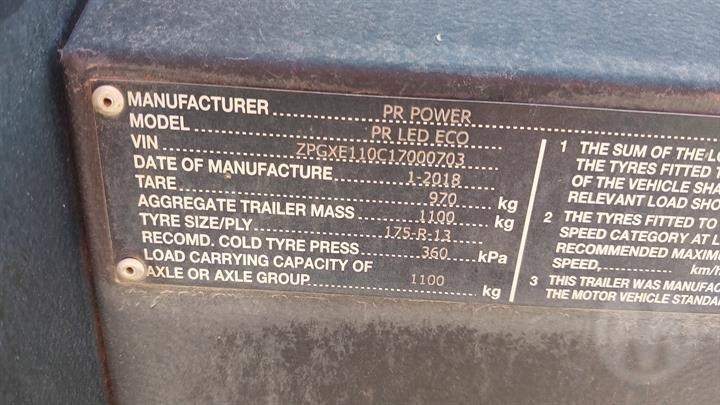 MANUFACTURER PR POWER
MODEL PR LED ECO
VIN ZPGXE110C17000703
DATE OF MANUFACTURE 1-2018
TARE 970 kg
AGGREGATE TRAILER MASS 1100 kg
TYRE SIZE/PLY 175-R-13
RECOMD. COLD TYRE PRESS 360 kPa
LOAD CARRYING CAPACITY OF
AXLE OR AXLE GROUP 1100 kg
1 THE SUM OF THE LO
THE TYRES FITTED T
OF THE VEHICLE SHA
RELEVANT LOAD SHO
2 THE TYRES FITTED TO
SPEED CATEGORY AT L
RECOMMENDED MAXIMU
SPEED, km/h
3 THIS TRAILER WAS MANUFAC
THE MOTOR VEHICLE STANDA